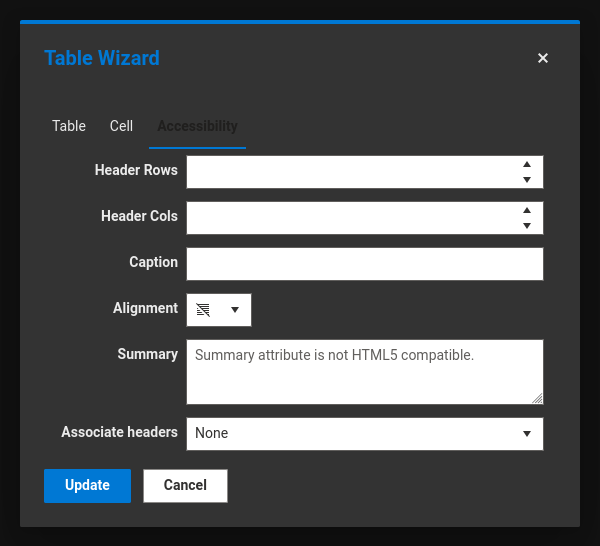 Table Wizard
×
Table Cell Accessibility
Header Rows
Header Cols
Caption
Alignment
Summary Summary attribute is not HTML5 compatible.
Associate headers None
Update Cancel